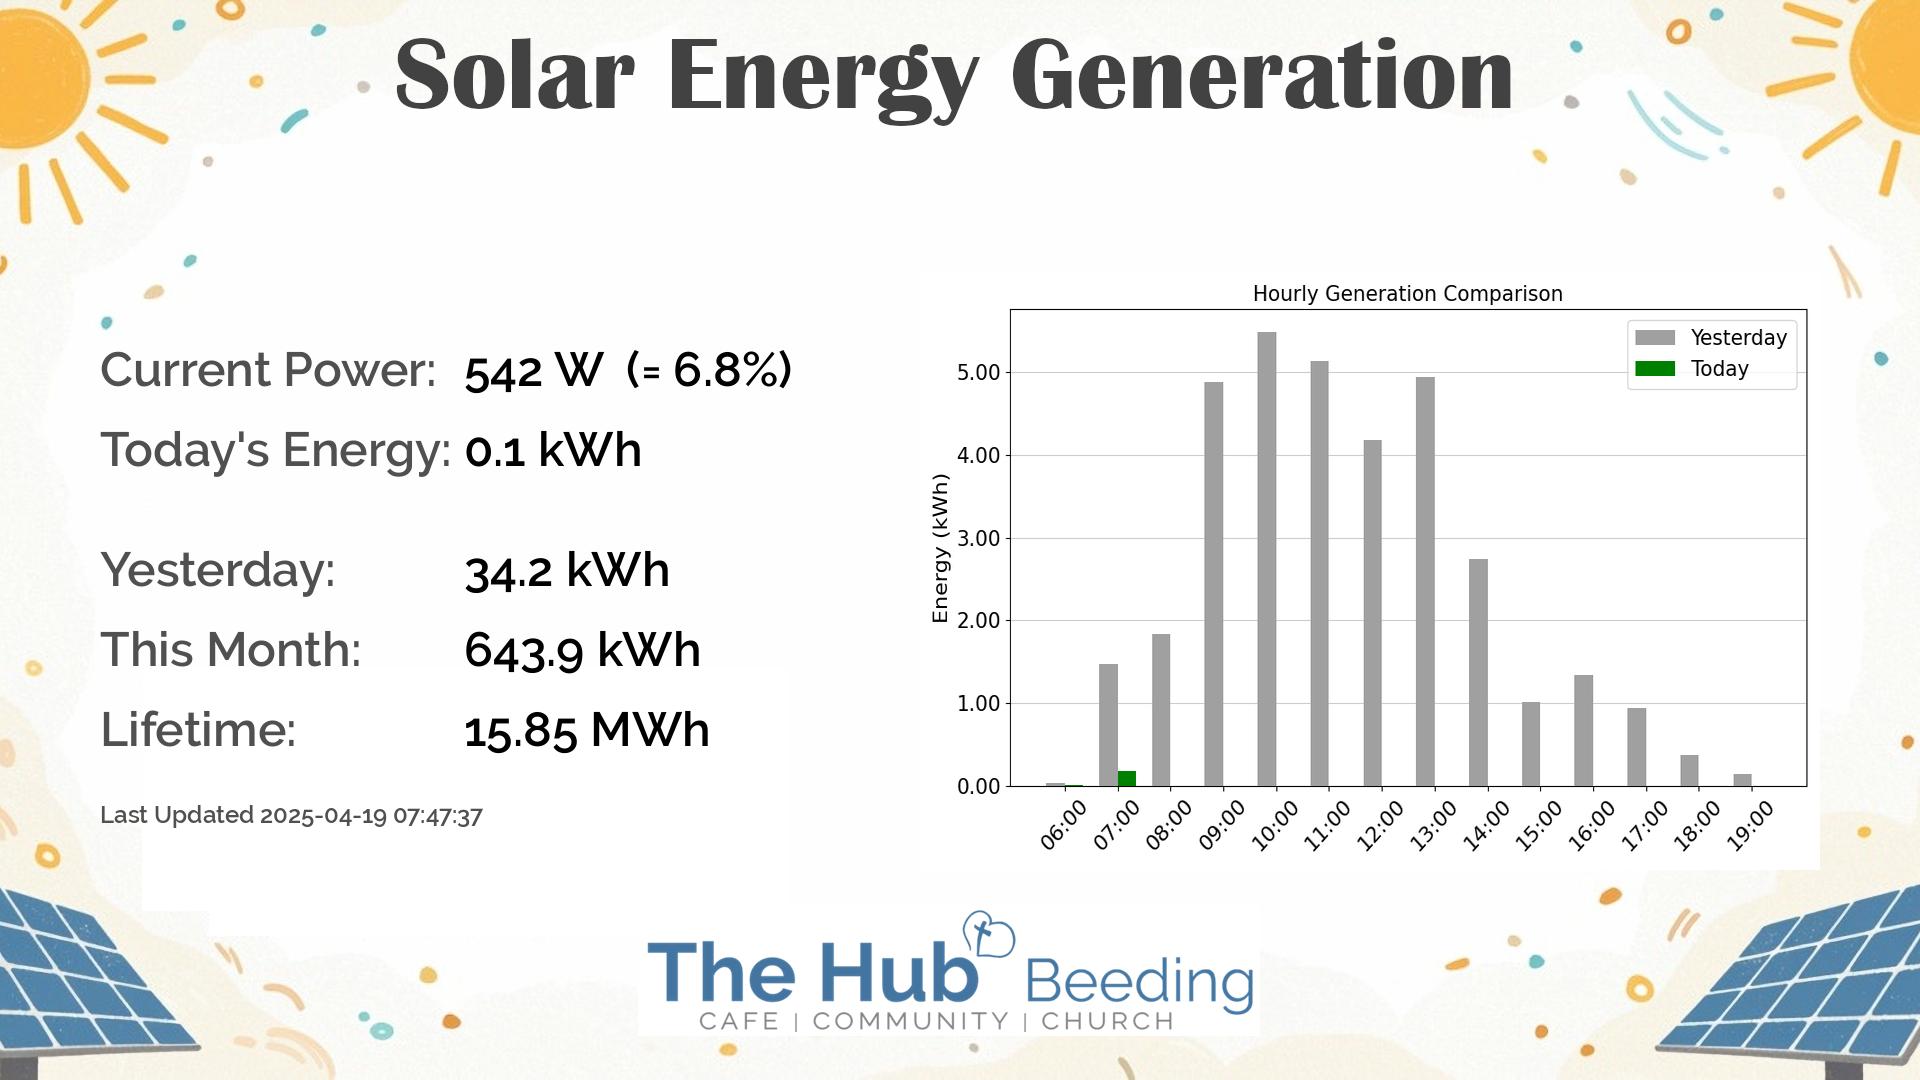 Solar Energy Generation
Current Power: 542 W (= 6.8%)
Today's Energy: 0.1 kWh
Yesterday: 34.2 kWh
This Month: 643.9 kWh
Lifetime: 15.85 MWh
Last Updated 2025-04-19 07:47:37
Hourly Generation Comparison
Yesterday
Today
Energy (kWh)
5.00
4.00
3.00
2.00
1.00
0.00
06:00 07:00 08:00 09:00 10:00 11:00 12:00 13:00 14:00 15:00 16:00 17:00 18:00 19:00
The Hub Beeding
CAFE | COMMUNITY | CHURCH